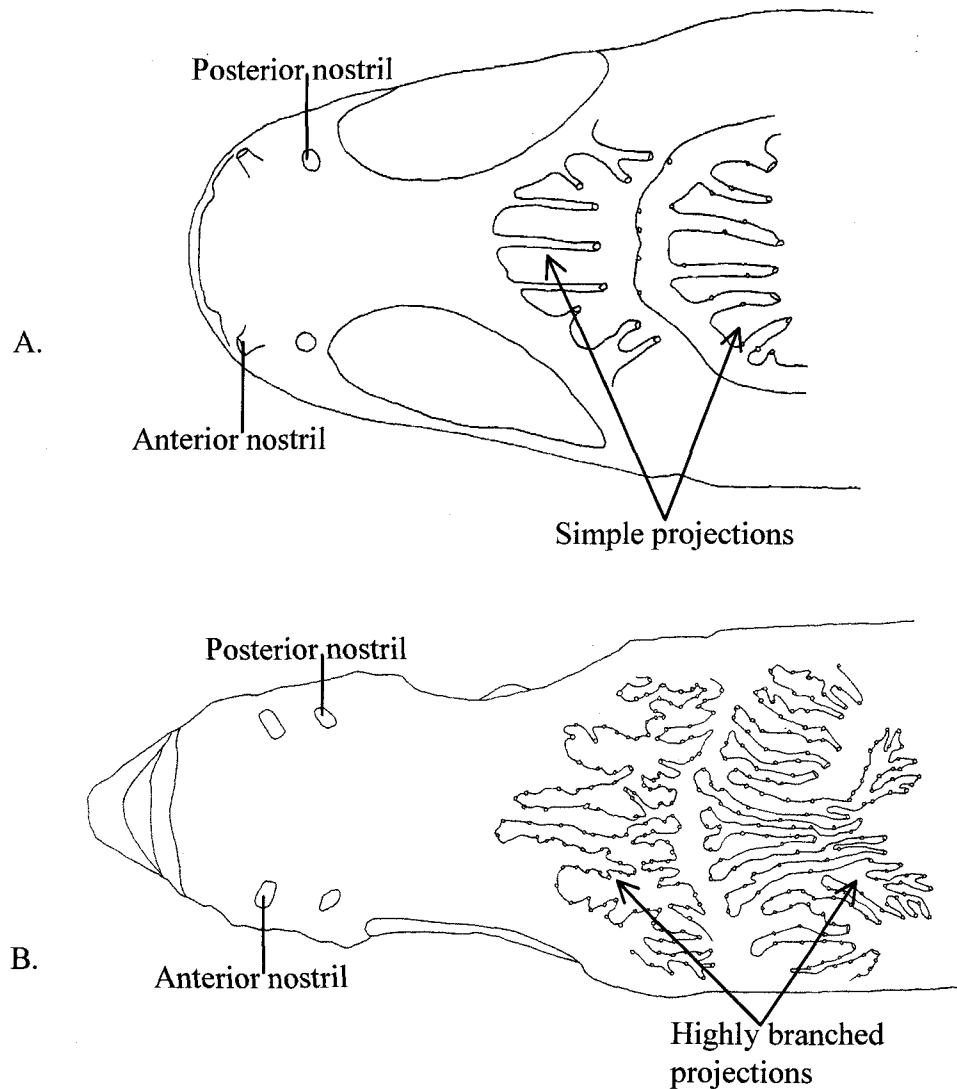 Posterior nostril
A.
Anterior nostril
Simple projections
Posterior nostril
B.
Anterior nostril
Highly branched
projections